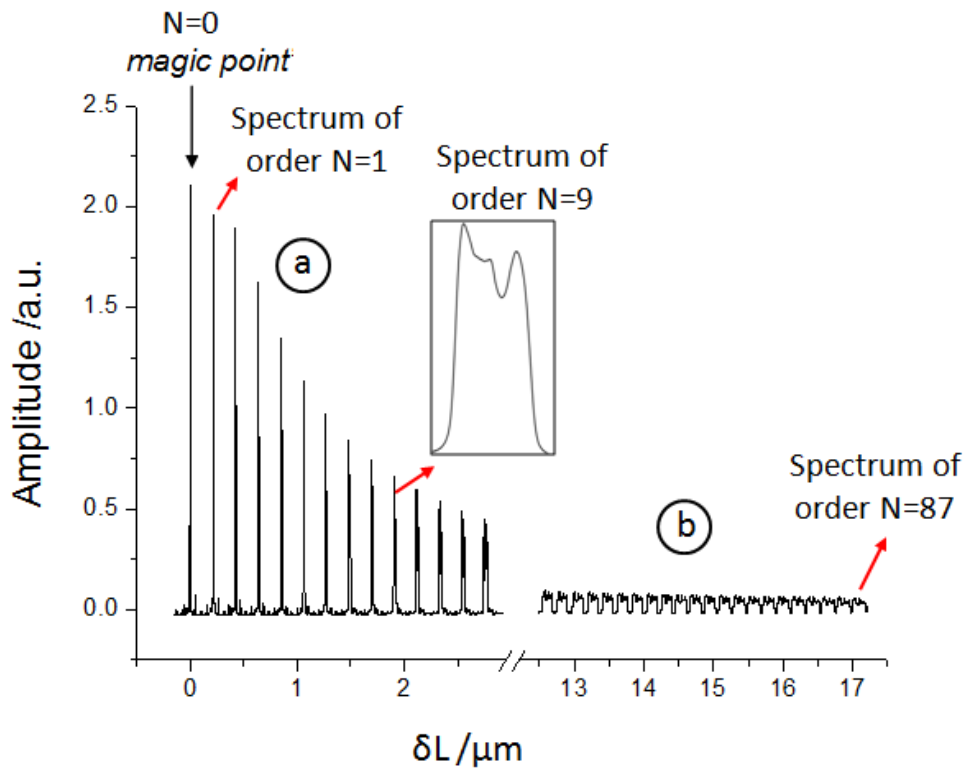 N=0
magic point
Spectrum of
order N=1
Spectrum of
order N=9
Spectrum of
order N=87
a
b
2.5
2.0
1.5
1.0
0.5
0.0
Amplitude /a.u.
0 1 2 13 14 15 16 17
δL /μm